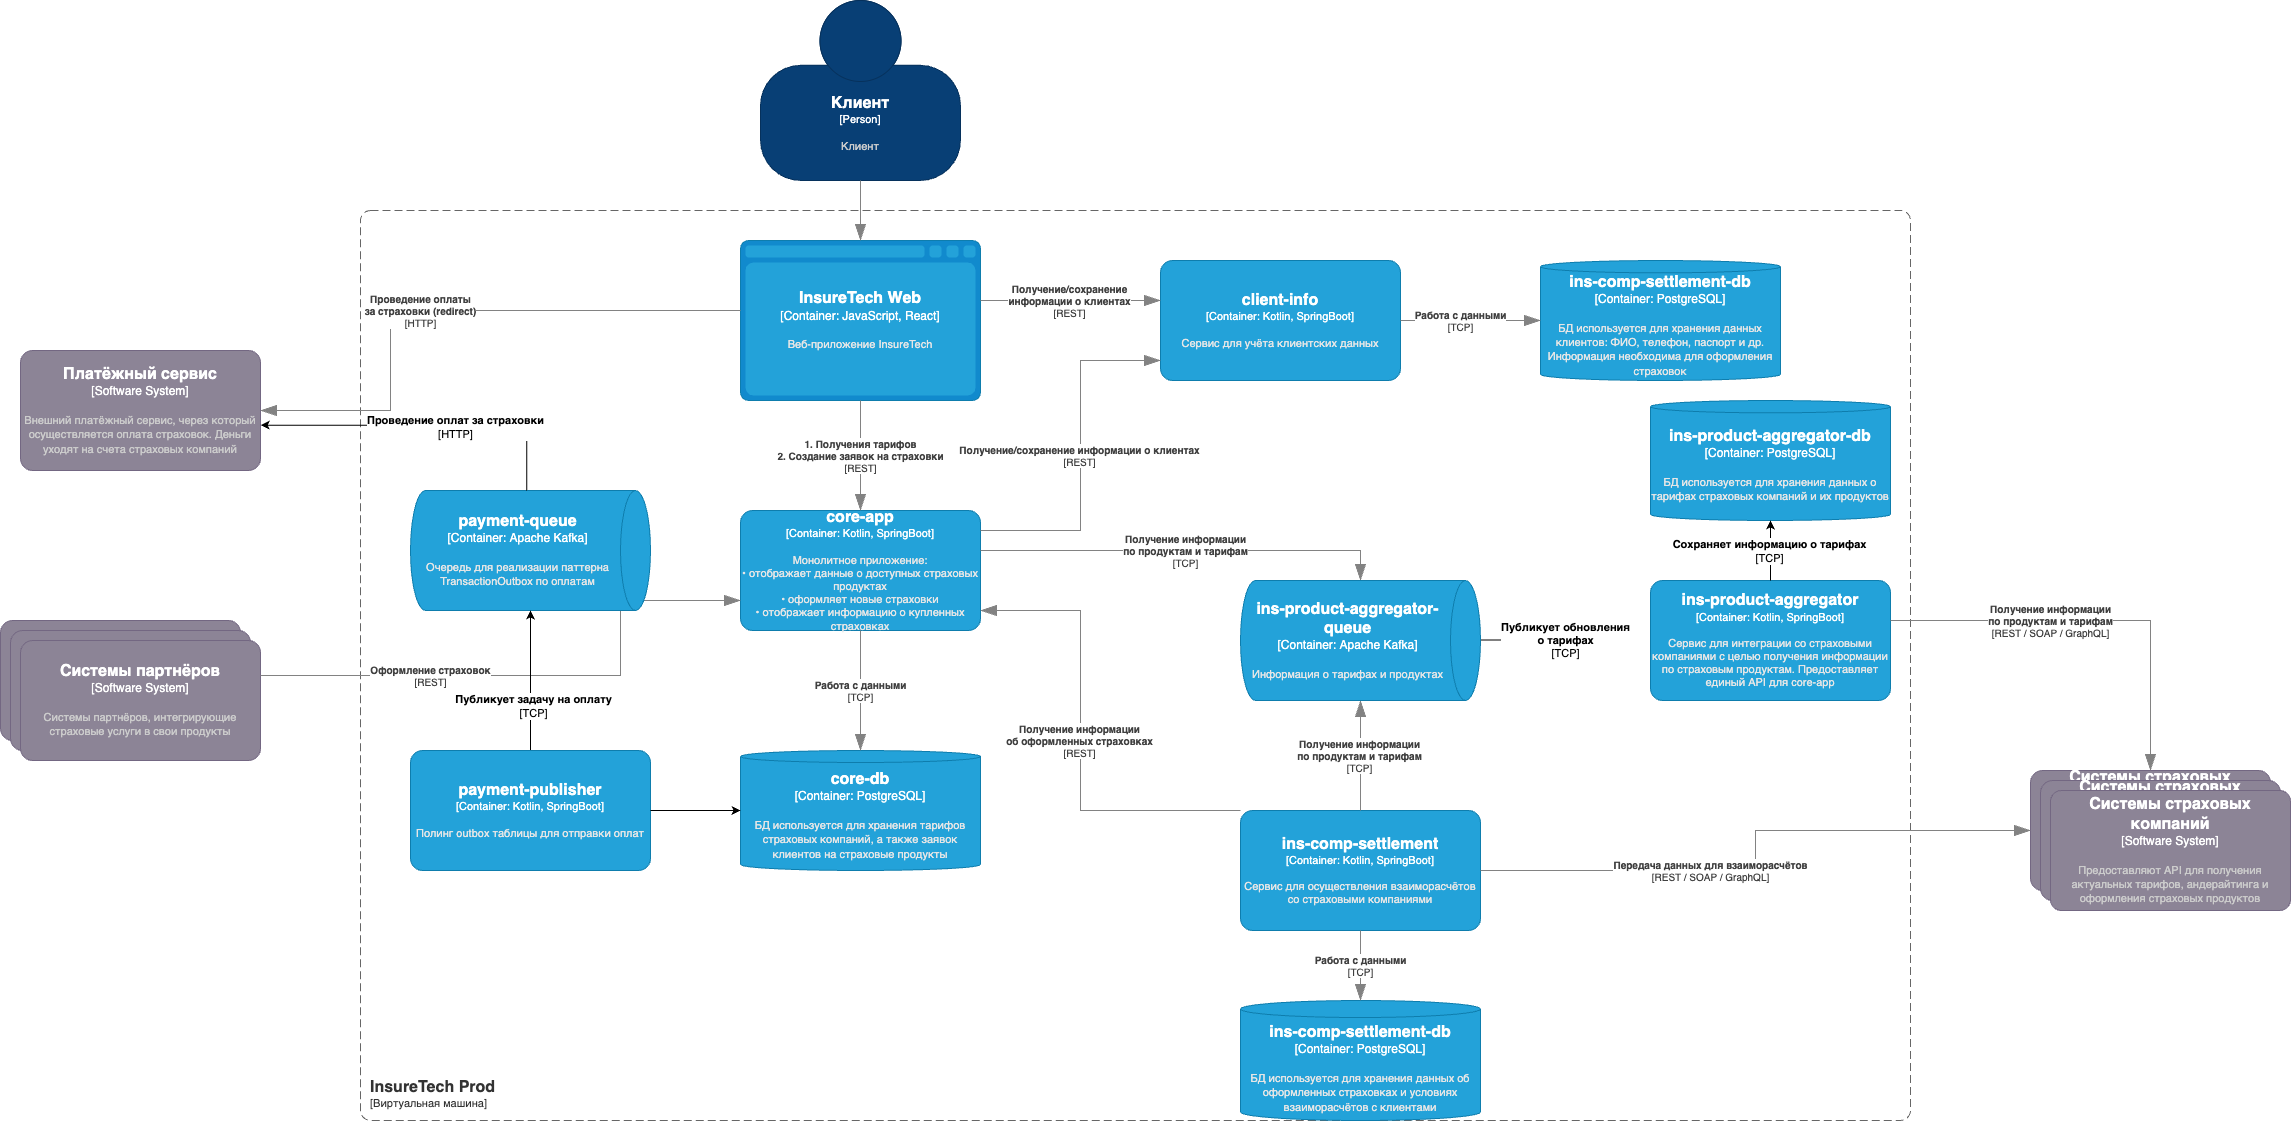 Клиент
[Person]
Клиент
InsureTech Web
[Container: JavaScript, React]
Веб-приложение InsureTech
Проведение оплаты
за страховки (redirect)
[HTTP]
Получение/сохранение
информации о клиентах
[REST]
client-info
[Container: Kotlin, SpringBoot]
Сервис для учёта клиентских данных
Работа с данными
[TCP]
ins-comp-settlement-db
[Container: PostgreSQL]
БД используется для хранения данных
клиентов: ФИО, телефон, паспорт и др.
Информация необходима для оформления
страховок
Платёжный сервис
[Software System]
Внешний платёжный сервис, через который
осуществляется оплата страховок. Деньги
уходят на счета страховых компаний
Проведение оплат за страховки
[HTTP]
1. Получения тарифов
2. Создание заявок на страховки
[REST]
Получение/сохранение информации о клиентах
[REST]
ins-product-aggregator-db
[Container: PostgreSQL]
БД используется для хранения данных о
тарифах страховых компаний и их продуктов
payment-queue
[Container: Apache Kafka]
Очередь для реализации паттерна
TransactionOutbox по оплатам
core-app
[Container: Kotlin, SpringBoot]
Монолитное приложение:
• отображает данные о доступных страховых
продуктах
• оформляет новые страховки
• отображает информацию о купленных
страховках
Получение информации
по продуктам и тарифам
[TCP]
Сохраняет информацию о тарифах
[TCP]
ins-product-aggregator-
queue
[Container: Apache Kafka]
Информация о тарифах и продуктах
Публикует обновления
о тарифах
[TCP]
ins-product-aggregator
[Container: Kotlin, SpringBoot]
Сервис для интеграции со страховыми
компаниями с целью получения информации
по страховым продуктам. Предоставляет
единый API для core-app
Получение информации
по продуктам и тарифам
[REST / SOAP / GraphQL]
Системы партнёров
[Software System]
Системы партнёров, интегрирующие
страховые услуги в свои продукты
Оформление страховок
[REST]
Публикует задачу на оплату
[TCP]
Работа с данными
[TCP]
Получение информации
об оформленных страховках
[REST]
Получение информации
по продуктам и тарифам
[TCP]
payment-publisher
[Container: Kotlin, SpringBoot]
Полинг outbox таблицы для отправки оплат
core-db
[Container: PostgreSQL]
БД используется для хранения тарифов
страховых компаний, а также заявок
клиентов на страховые продукты
ins-comp-settlement
[Container: Kotlin, SpringBoot]
Сервис для осуществления взаиморасчётов
со страховыми компаниями
Передача данных для взаиморасчётов
[REST / SOAP / GraphQL]
Системы страховых
Системы страховых
Системы страховых
компаний
[Software System]
Предоставляют API для получения
актуальных тарифов, андерайтинга и
оформления страховых продуктов
Работа с данными
[TCP]
ins-comp-settlement-db
[Container: PostgreSQL]
БД используется для хранения данных об
оформленных страховках и условиях
взаиморасчётов с клиентами
InsureTech Prod
[Виртуальная машина]